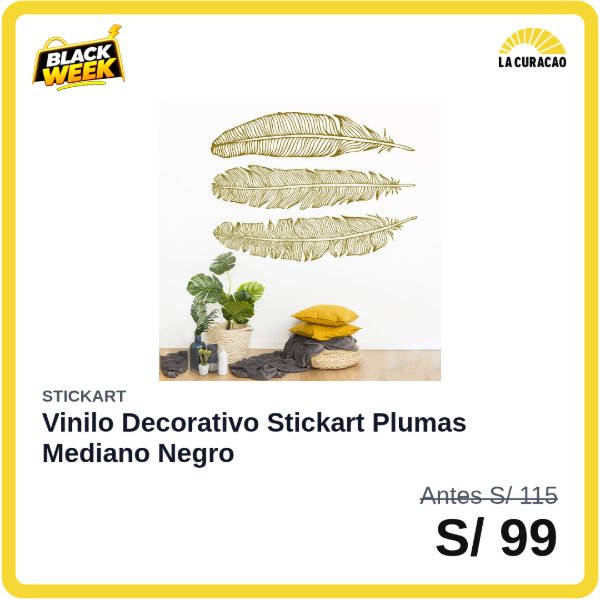 BLACK
WEEK
LA CURACAO
STICKART
Vinilo Decorativo Stickart Plumas
Mediano Negro
Antes S/ 115
S/ 99